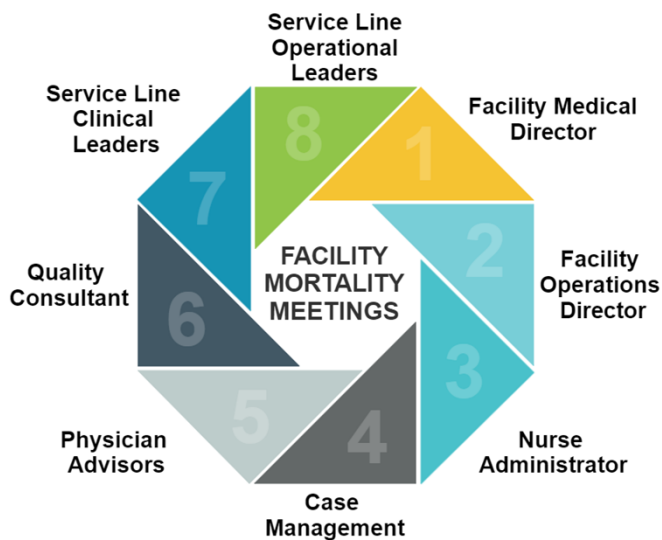 Service Line
Operational
Leaders
8
1
Facility Medical
Director
2
Facility
Operations
Director
3
Nurse
Administrator
4
Case
Management
5
Physician
Advisors
6
Quality
Consultant
7
Service Line
Clinical
Leaders
FACILITY
MORTALITY
MEETINGS